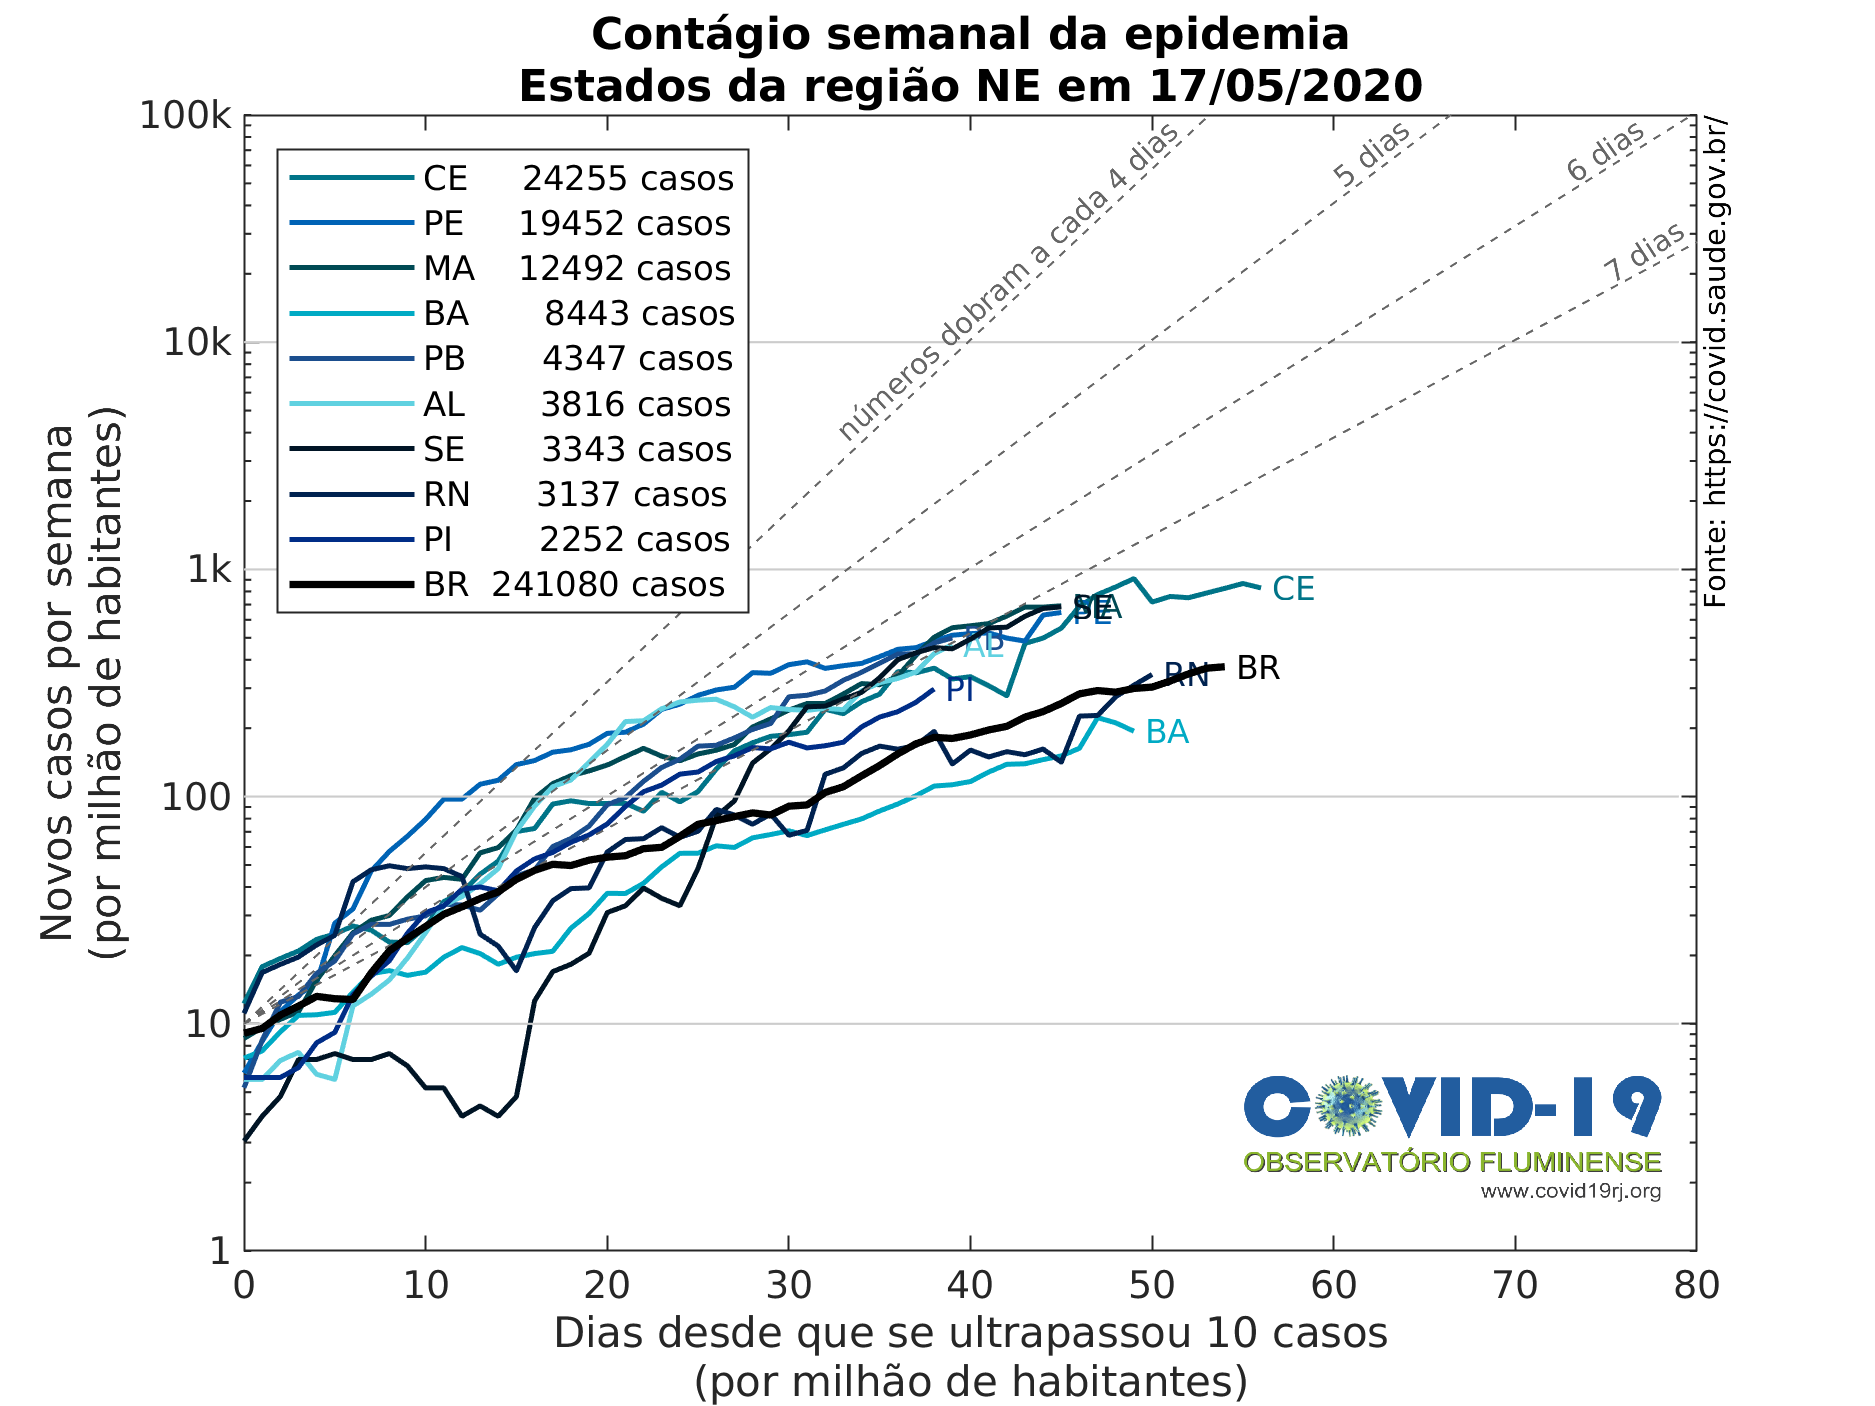 Contágio semanal da epidemia
Estados da região NE em 17/05/2020
100k
10k
1k
100
10
1
Novos casos por semana
(por milhão de habitantes)
CE 24255 casos
PE 19452 casos
MA 12492 casos
BA 8443 casos
PB 4347 casos
AL 3816 casos
SE 3343 casos
RN 3137 casos
PI 2252 casos
BR 241080 casos
números dobram a cada 4 dias
5 dias
6 dias
7 dias
Fonte: https://covid.saude.gov.br/
CE
MA
SE
PE
PB
AL
PI
RN
BR
BA
COVID-19
OBSERVATÓRIO FLUMINENSE
www.covid19rj.org
0 10 20 30 40 50 60 70 80
Dias desde que se ultrapassou 10 casos
(por milhão de habitantes)